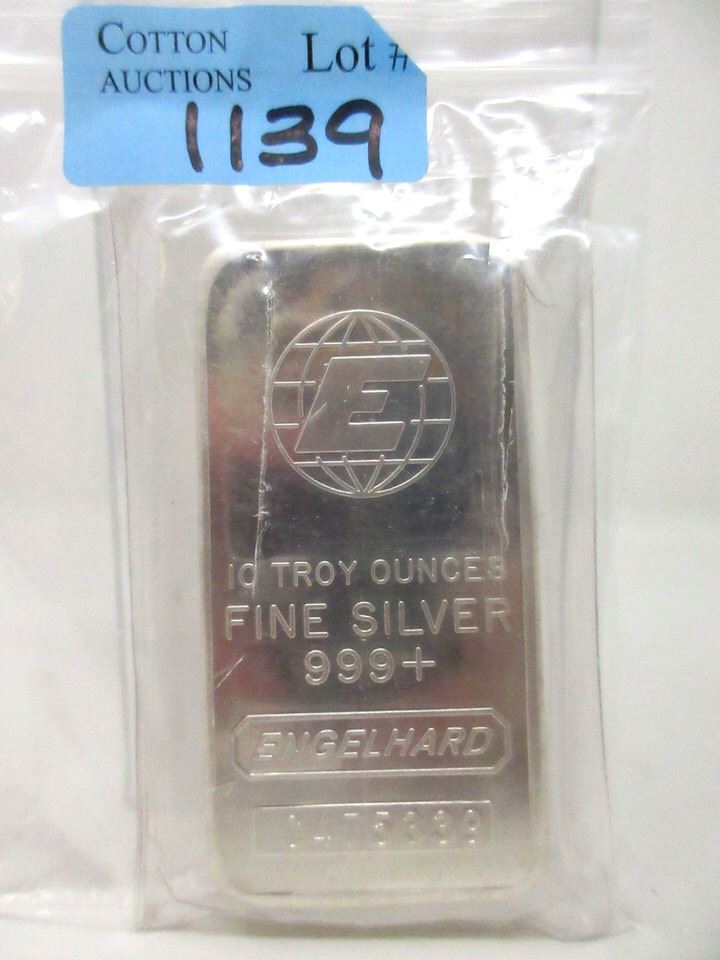 COTTON AUCTIONS Lot #
1139
E
10 TROY OUNCES
FINE SILVER
999+
ENGELHARD